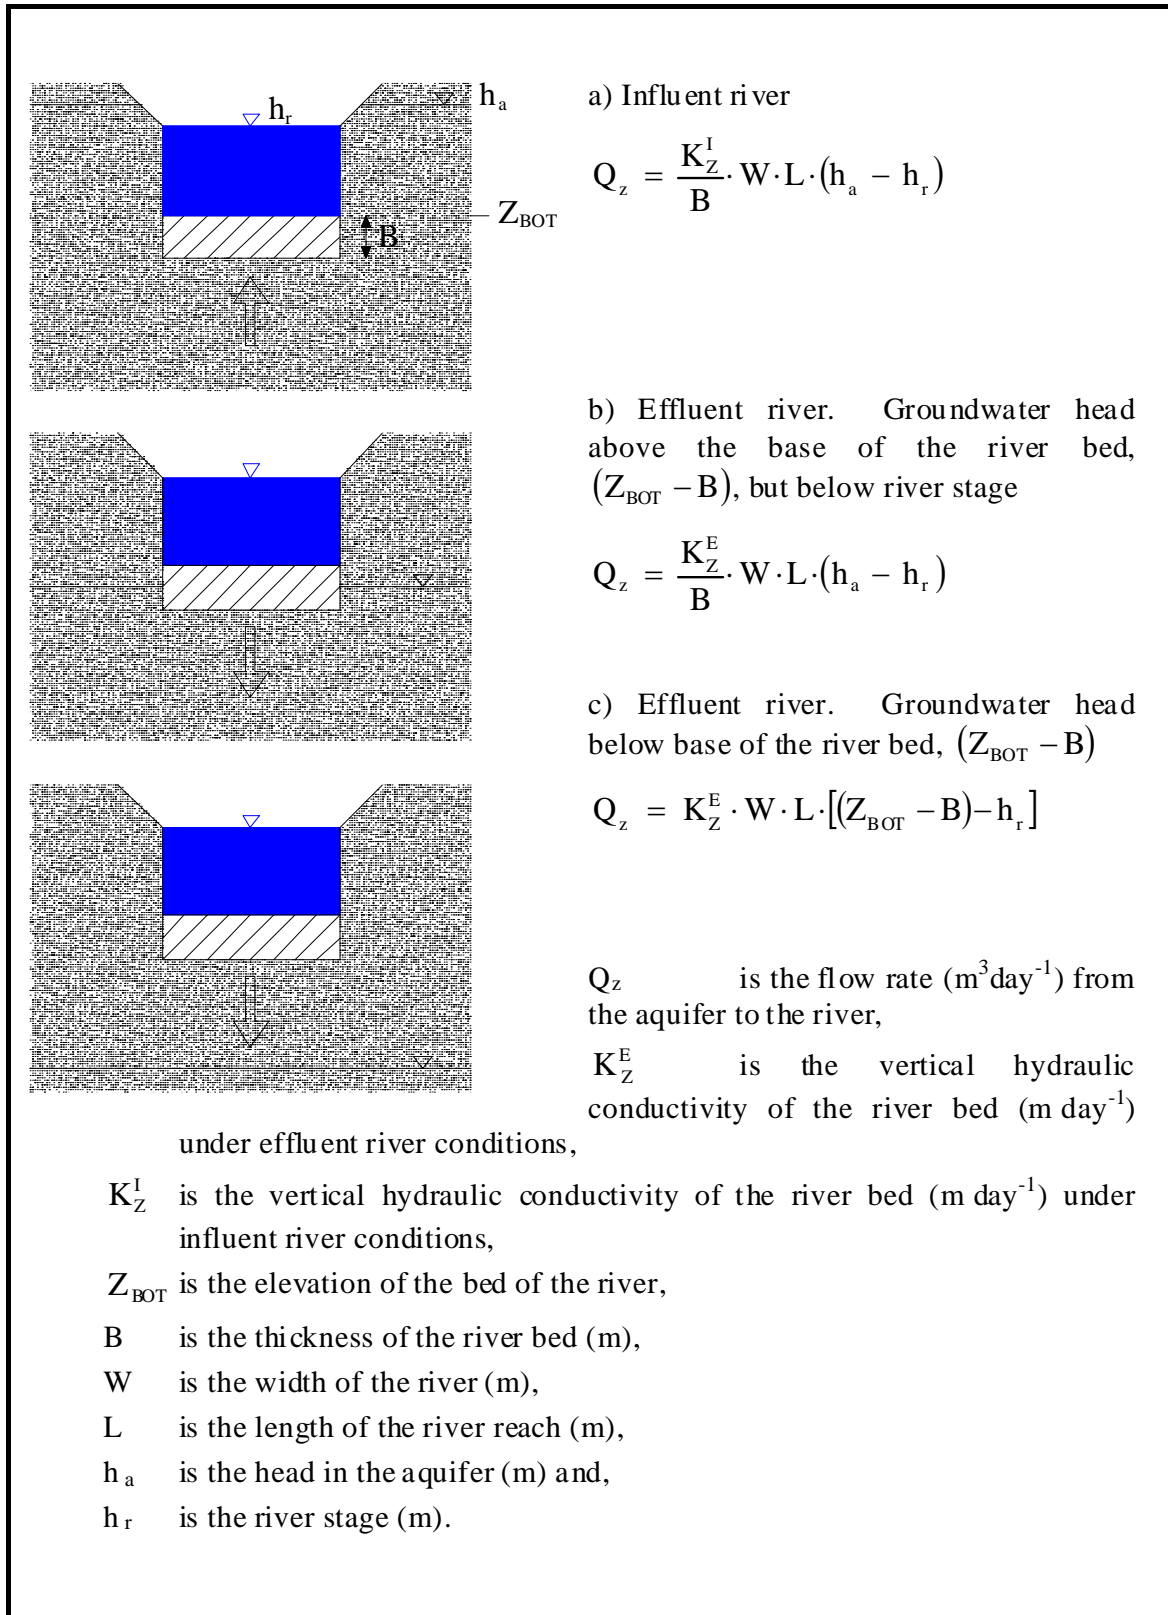 h_r
h_a
Z_BOT
B
a) Influent river
Q_z = K_Z^I / B · W · L · (h_a − h_r)
b) Effluent river. Groundwater head
above the base of the river bed,
(Z_BOT − B), but below river stage
Q_z = K_Z^E / B · W · L · (h_a − h_r)
c) Effluent river. Groundwater head
below base of the river bed, (Z_BOT − B)
Q_z = K_Z^E · W · L · [(Z_BOT − B) − h_r]
Q_z is the flow rate (m³day⁻¹) from
the aquifer to the river,
K_Z^E is the vertical hydraulic
conductivity of the river bed (m day⁻¹)
under effluent river conditions,
K_Z^I is the vertical hydraulic conductivity of the river bed (m day⁻¹) under
influent river conditions,
Z_BOT is the elevation of the bed of the river,
B is the thickness of the river bed (m),
W is the width of the river (m),
L is the length of the river reach (m),
h_a is the head in the aquifer (m) and,
h_r is the river stage (m).